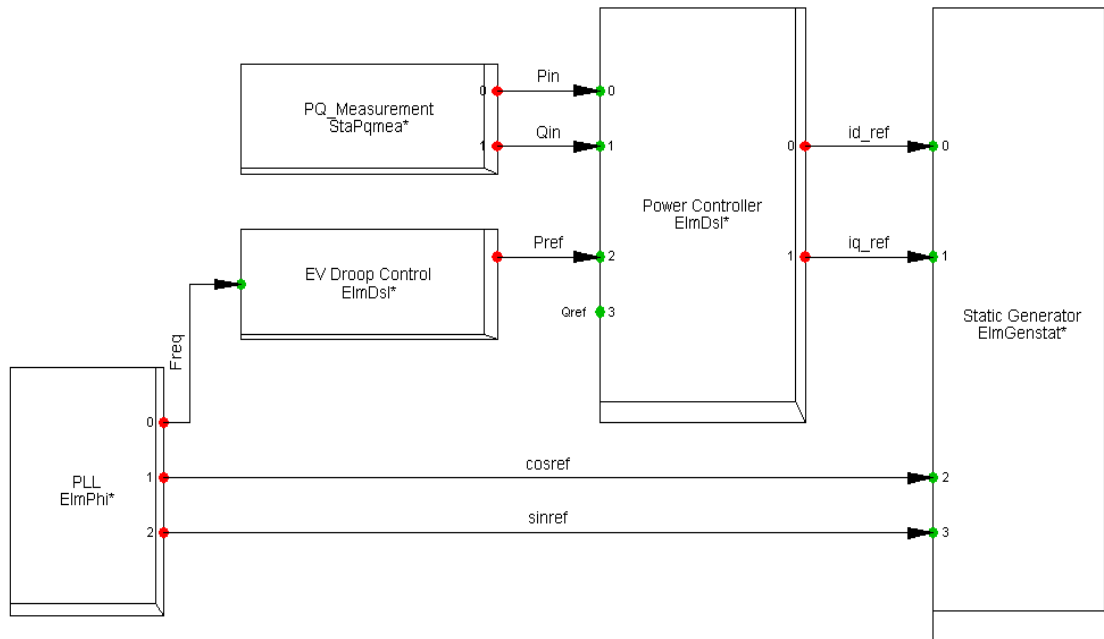 Pin
0
0
PQ_Measurement
StaPqmea*
Qin
1
1
id_ref
0
0
Power Controller
ElmDsl*
Pref
2
iq_ref
1
1
EV Droop Control
ElmDsl*
Qref
3
Static Generator
ElmGenstat*
Freq
0
cosref
1
2
PLL
ElmPhi*
sinref
2
3